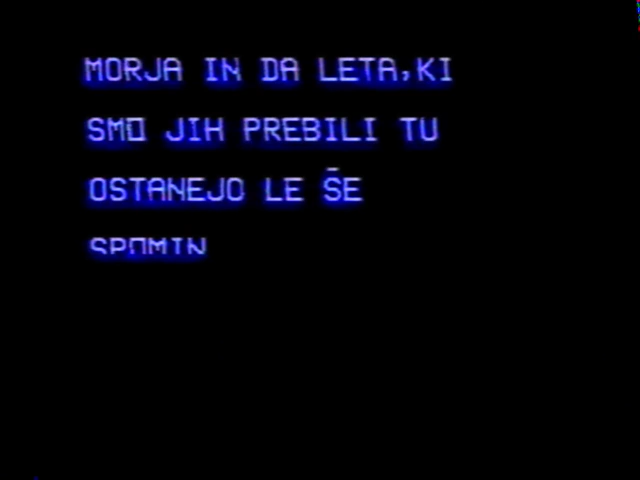 MORJA IN DA LETA,KI
SMO JIH PREBILI TU
OSTANEJO LE ŠE
SPOMIN